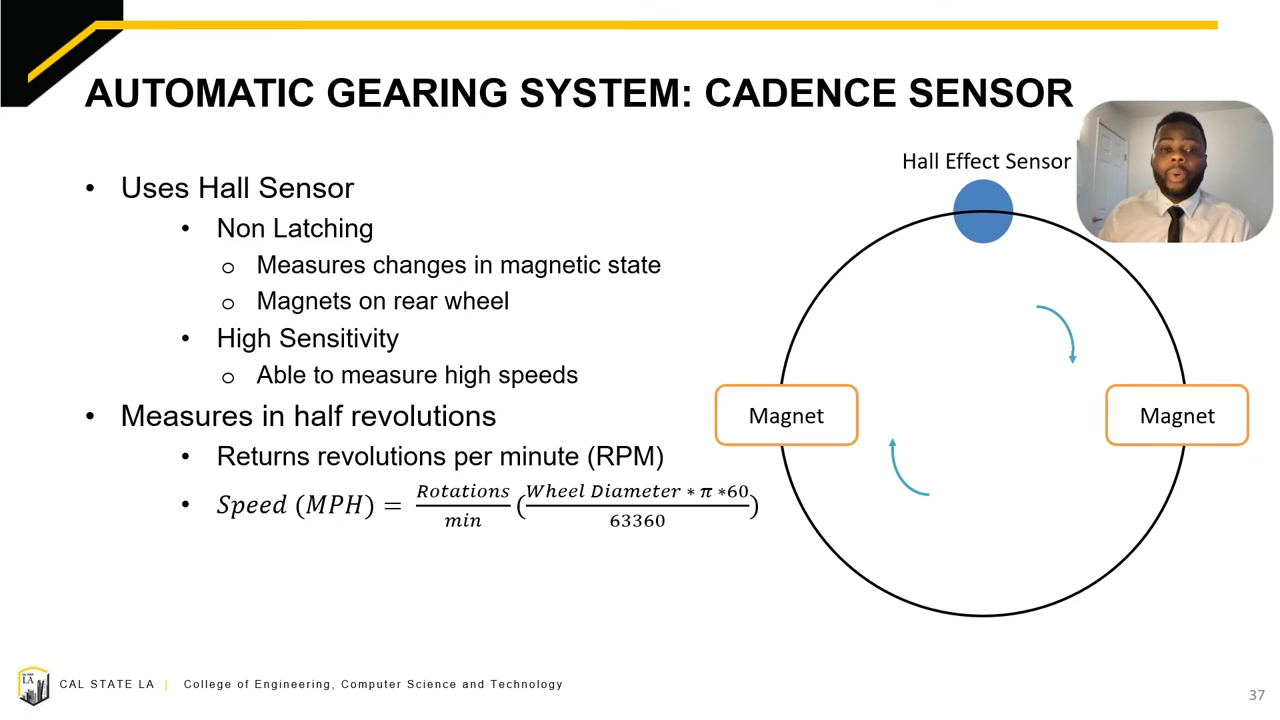 AUTOMATIC GEARING SYSTEM: CADENCE SENSOR
• Uses Hall Sensor
• Non Latching
o Measures changes in magnetic state
o Magnets on rear wheel
• High Sensitivity
o Able to measure high speeds
• Measures in half revolutions
• Returns revolutions per minute (RPM)
• Speed (MPH) = Rotations/min (Wheel Diameter * π *60/63360)
Hall Effect Sensor
Magnet
Magnet
LA
CAL STATE LA | College of Engineering, Computer Science and Technology
37